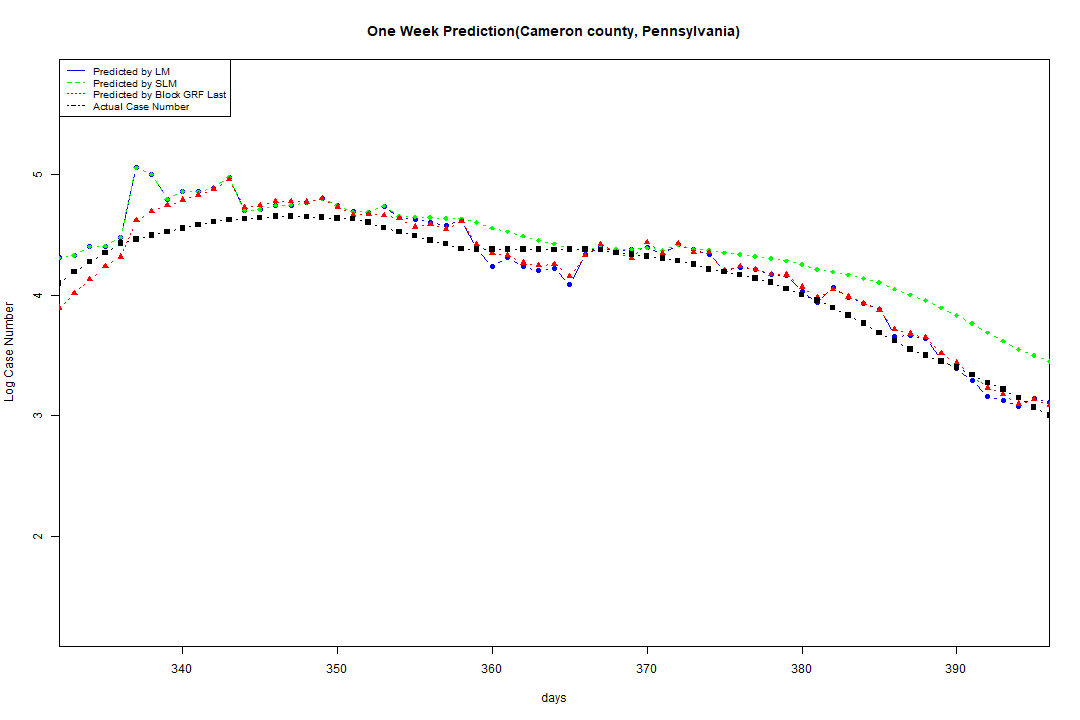 One Week Prediction(Cameron county, Pennsylvania)
Predicted by LM
Predicted by SLM
Predicted by Block GRF Last
Actual Case Number
5
4
3
2
Log Case Number
340 350 360 370 380 390
days